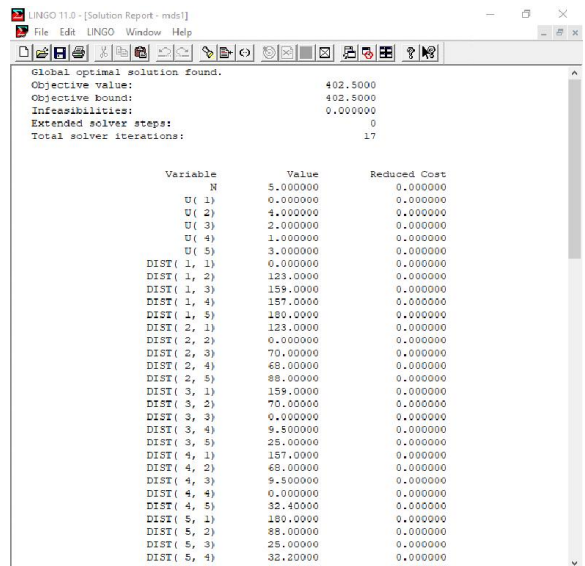 LINGO 11.0 - [Solution Report - mds1]
File Edit LINGO Window Help
Global optimal solution found.
Objective value: 402.5000
Objective bound: 402.5000
Infeasibilities: 0.000000
Extended solver steps: 0
Total solver iterations: 17
Variable Value Reduced Cost
N 5.000000 0.000000
U( 1) 0.000000 0.000000
U( 2) 4.000000 0.000000
U( 3) 2.000000 0.000000
U( 4) 1.000000 0.000000
U( 5) 3.000000 0.000000
DIST( 1, 1) 0.000000 0.000000
DIST( 1, 2) 123.0000 0.000000
DIST( 1, 3) 159.0000 0.000000
DIST( 1, 4) 157.0000 0.000000
DIST( 1, 5) 180.0000 0.000000
DIST( 2, 1) 123.0000 0.000000
DIST( 2, 2) 0.000000 0.000000
DIST( 2, 3) 70.00000 0.000000
DIST( 2, 4) 68.00000 0.000000
DIST( 2, 5) 88.00000 0.000000
DIST( 3, 1) 159.0000 0.000000
DIST( 3, 2) 70.00000 0.000000
DIST( 3, 3) 0.000000 0.000000
DIST( 3, 4) 9.500000 0.000000
DIST( 3, 5) 25.00000 0.000000
DIST( 4, 1) 157.0000 0.000000
DIST( 4, 2) 68.00000 0.000000
DIST( 4, 3) 9.500000 0.000000
DIST( 4, 4) 0.000000 0.000000
DIST( 4, 5) 32.40000 0.000000
DIST( 5, 1) 180.0000 0.000000
DIST( 5, 2) 88.00000 0.000000
DIST( 5, 3) 25.00000 0.000000
DIST( 5, 4) 32.20000 0.000000